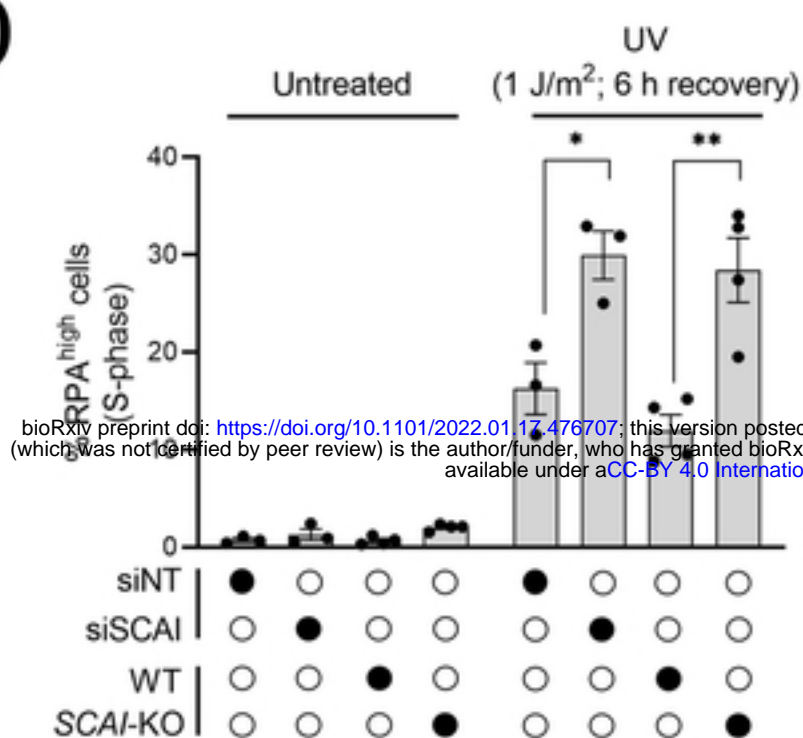 )
UV
Untreated
(1 J/m²; 6 h recovery)
*
**
40
30
20
10
0
RPAhigh cells
(S-phase)
bioRxiv preprint doi: https://doi.org/10.1101/2022.01.17.476707; this version posted
(which was not certified by peer review) is the author/funder, who has granted bioRx
available under aCC-BY 4.0 Internatio
siNT
siSCAI
WT
SCAI-KO